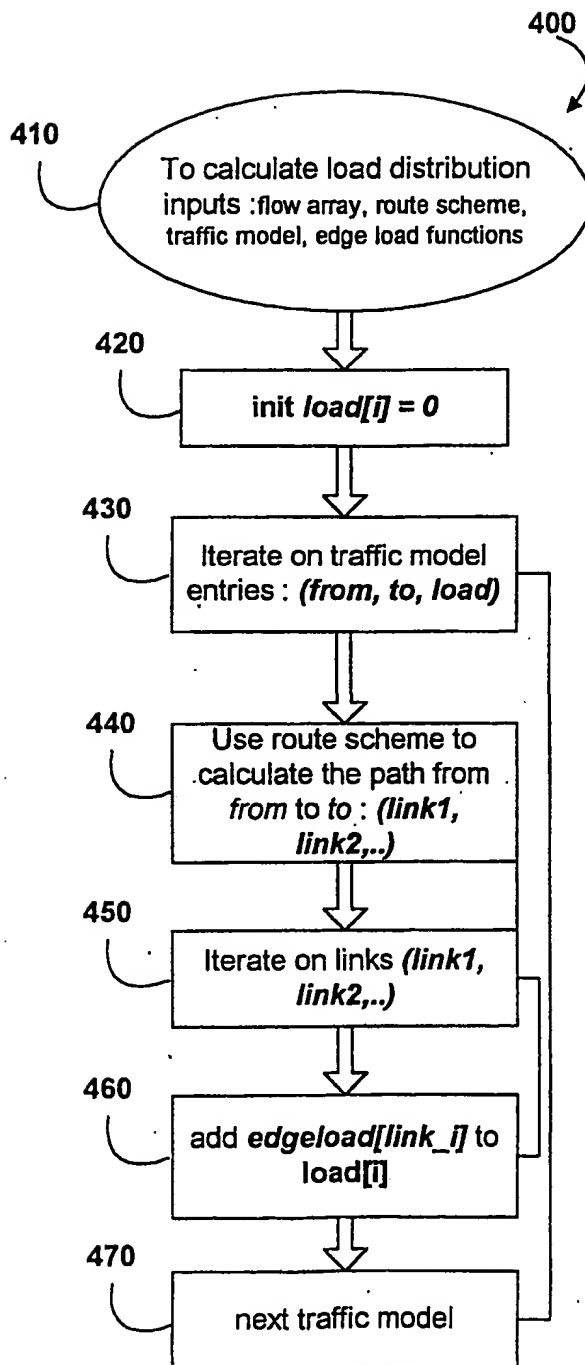 400
410
To calculate load distribution
inputs :flow array, route scheme,
traffic model, edge load functions
420
init load[i] = 0
430
Iterate on traffic model
entries : (from, to, load)
440
Use route scheme to
calculate the path from
from to to : (link1,
link2,..)
450
Iterate on links (link1,
link2,..)
460
add edgeload[link_i] to
load[i]
470
next traffic model